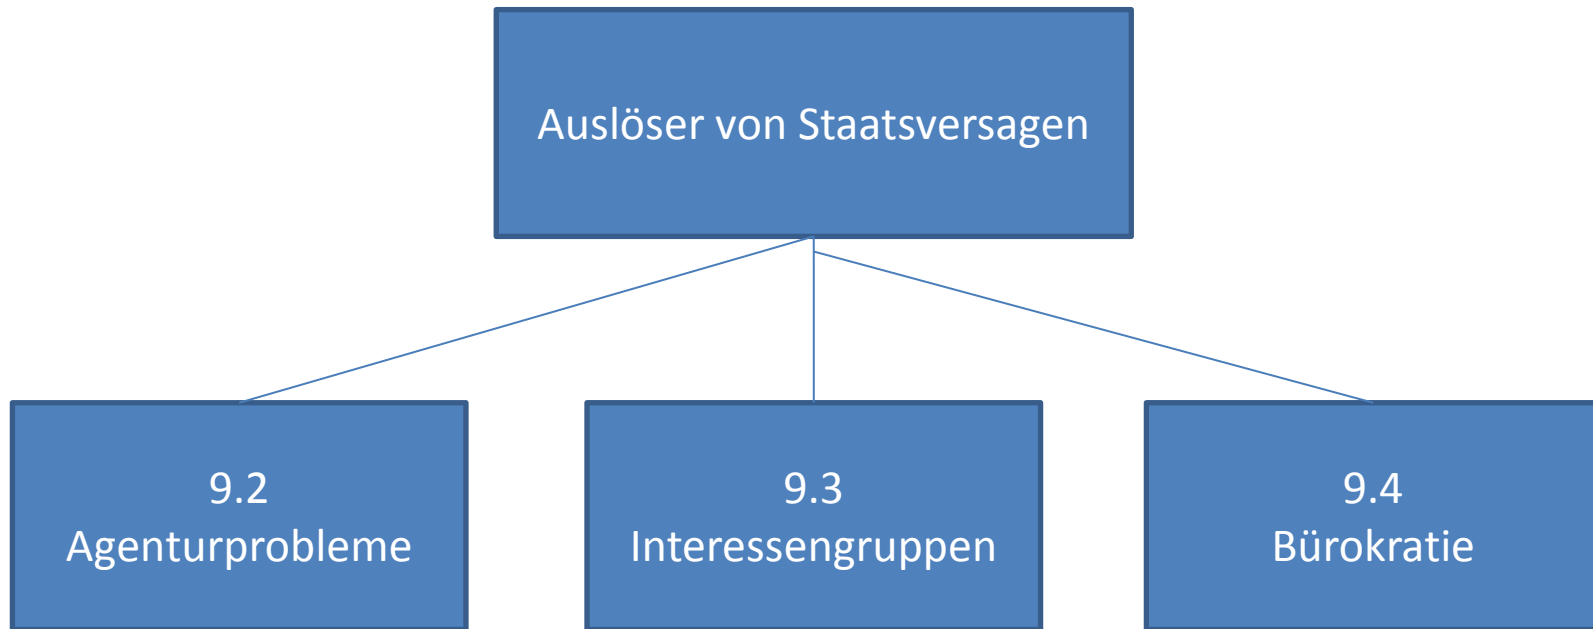 Auslöser von Staatsversagen
9.2
Agenturprobleme
9.3
Interessengruppen
9.4
Bürokratie